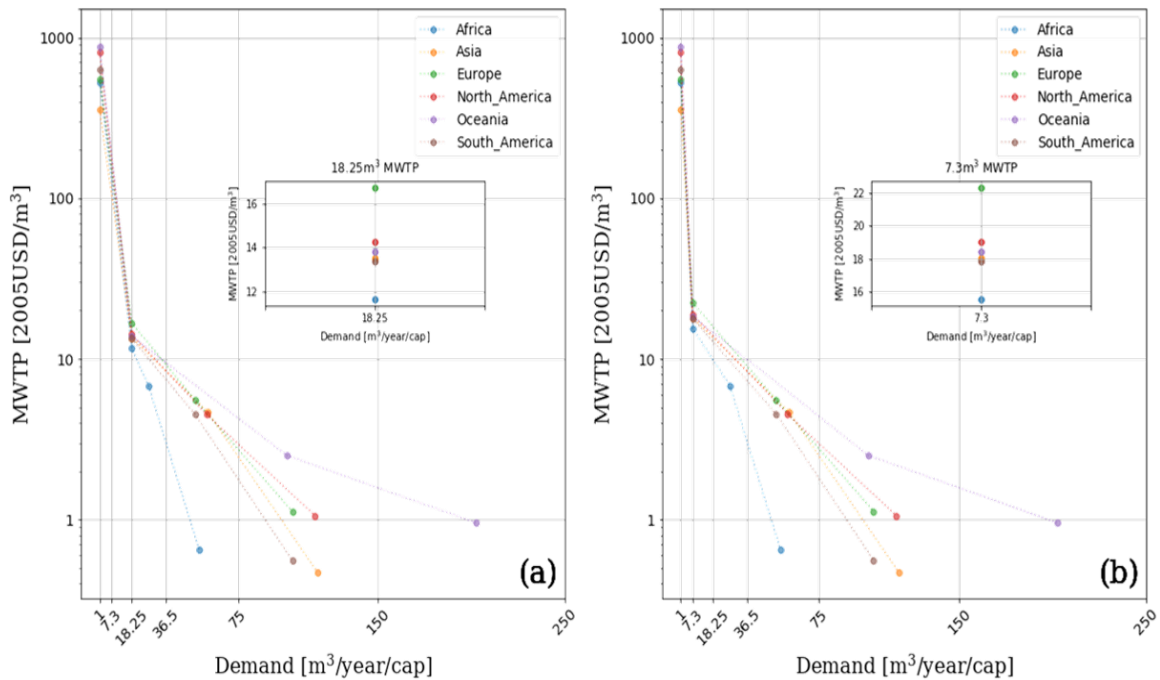 1000
100
10
1
MWTP [2005USD/m³]
1
7.3
18.25
36.5
75
150
250
Demand [m³/year/cap]
Africa
Asia
Europe
North_America
Oceania
South_America
18.25m³ MWTP
16
14
12
MWTP [2005USD/m³]
18.25
Demand [m³/year/cap]
(a)
1000
100
10
1
MWTP [2005USD/m³]
1
7.3
18.25
36.5
75
150
250
Demand [m³/year/cap]
Africa
Asia
Europe
North_America
Oceania
South_America
7.3m³ MWTP
22
20
18
16
MWTP [2005USD/m³]
7.3
Demand [m³/year/cap]
(b)